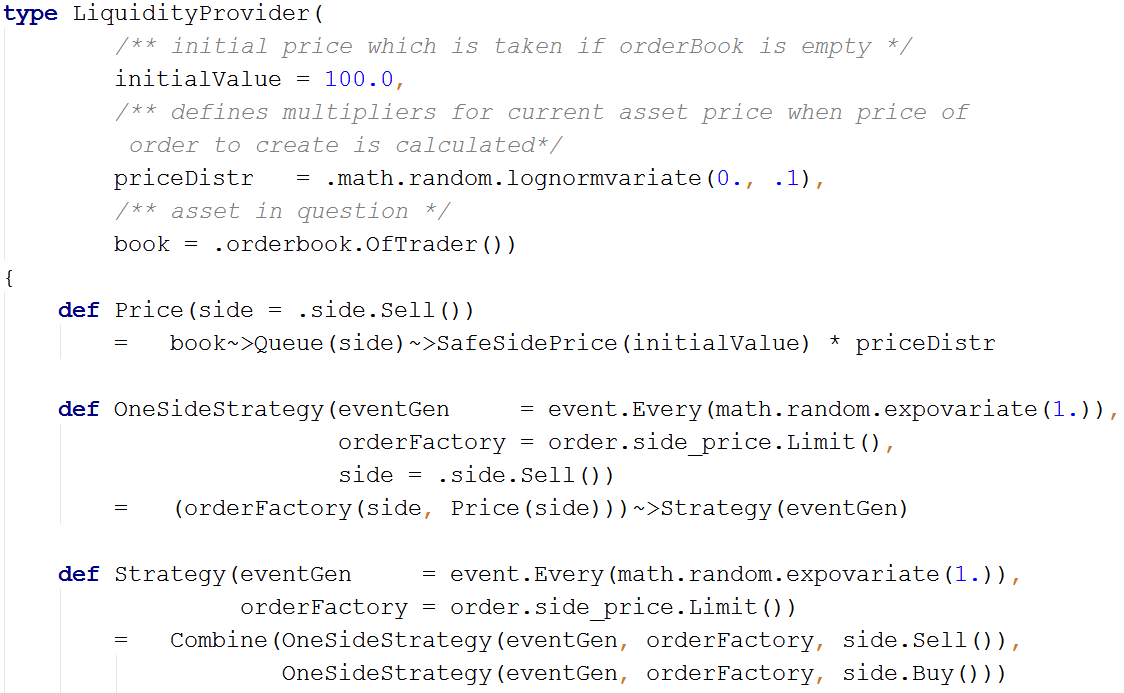 type LiquidityProvider(
        /** initial price which is taken if orderBook is empty */
        initialValue = 100.0,
        /** defines multipliers for current asset price when price of
         order to create is calculated*/
        priceDistr   = .math.random.lognormvariate(0., .1),
        /** asset in question */
        book = .orderbook.OfTrader())
{
    def Price(side = .side.Sell())
        =   book~>Queue(side)~>SafeSidePrice(initialValue) * priceDistr

    def OneSideStrategy(eventGen     = event.Every(math.random.expovariate(1.)),
                        orderFactory = order.side_price.Limit(),
                        side = .side.Sell())
        =   (orderFactory(side, Price(side)))~>Strategy(eventGen)

    def Strategy(eventGen     = event.Every(math.random.expovariate(1.)),
                 orderFactory = order.side_price.Limit())
        =   Combine(OneSideStrategy(eventGen, orderFactory, side.Sell()),
                    OneSideStrategy(eventGen, orderFactory, side.Buy()))